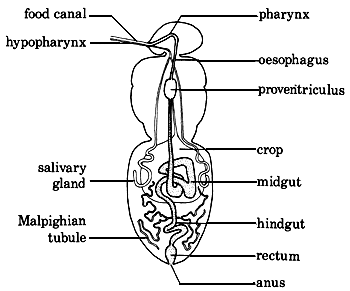 food canal
hypopharynx
salivary
gland
Malpighian
tubule
pharynx
oesophagus
proventriculus
crop
midgut
hindgut
rectum
anus